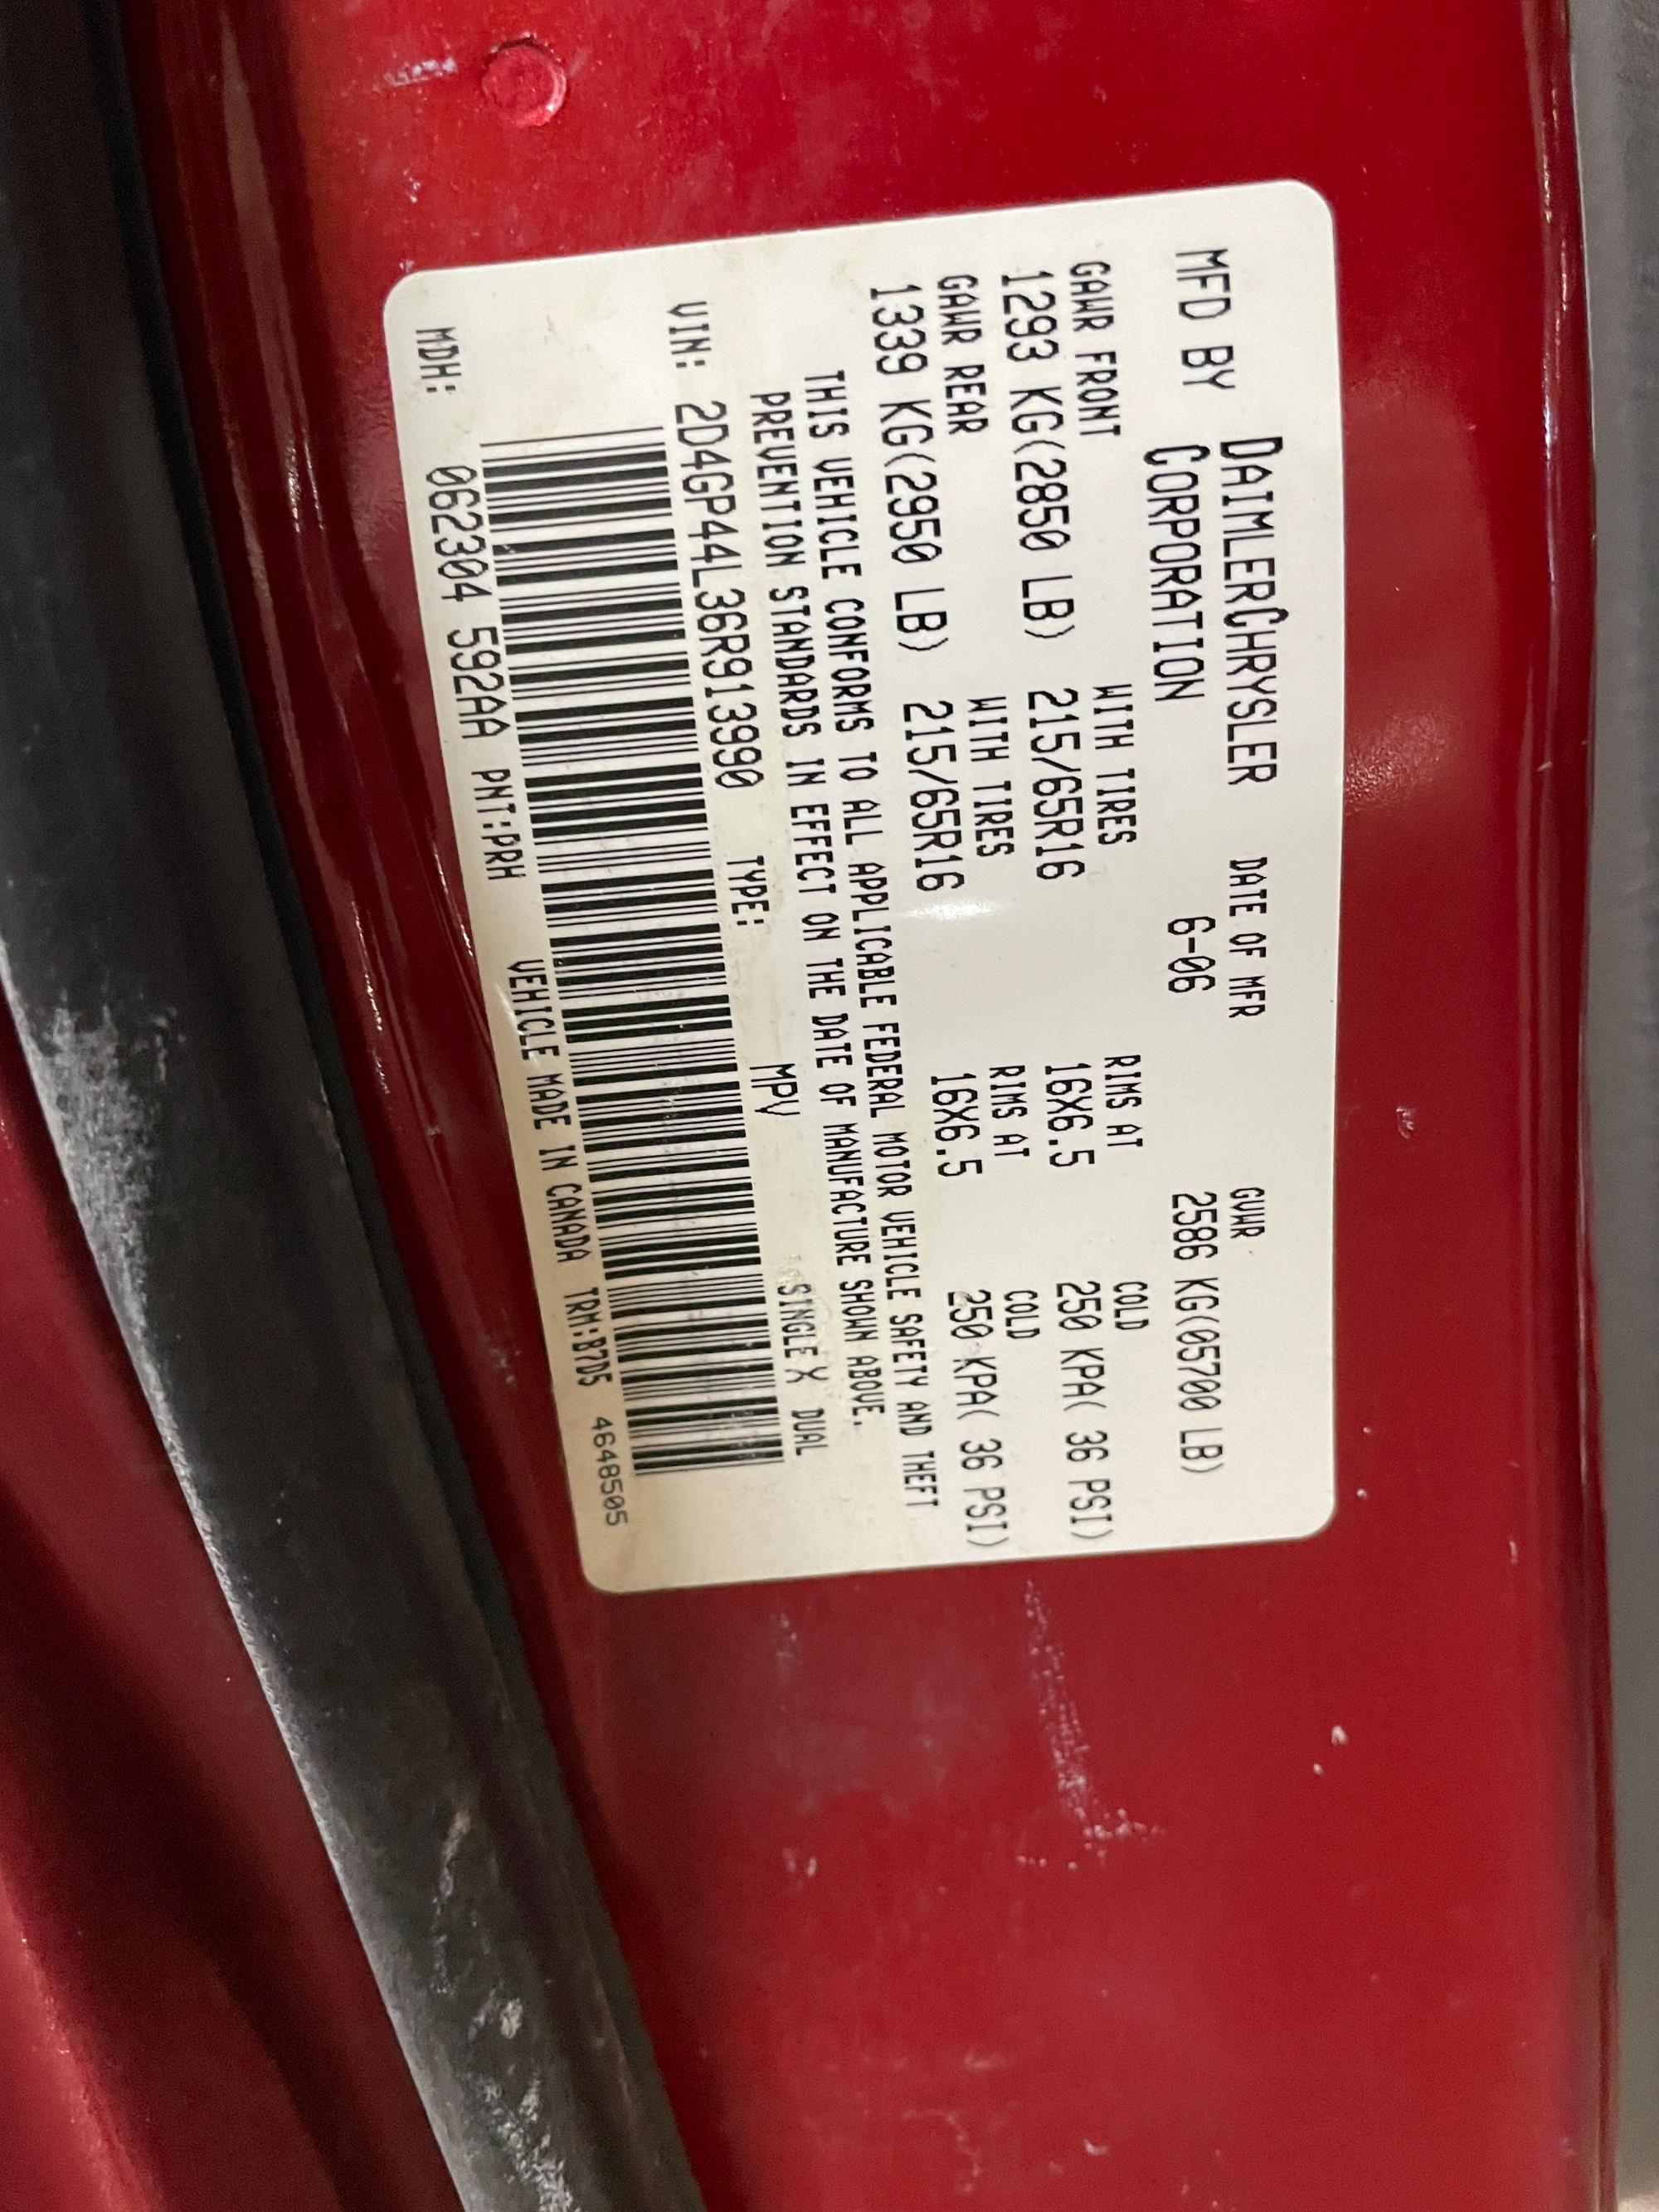 MFD BY DAIMLERCHRYSLER CORPORATION DATE OF MFR 6-06 GVWR 2586 KG(05700 LB)
GAWR FRONT WITH TIRES RIMS AT COLD
1293 KG(2850 LB) 215/65R16 16X6.5 250 KPA( 36 PSI)
GAWR REAR WITH TIRES RIMS AT COLD
1339 KG(2950 LB) 215/65R16 16X6.5 250 KPA( 36 PSI)
THIS VEHICLE CONFORMS TO ALL APPLICABLE FEDERAL MOTOR VEHICLE SAFETY AND THEFT
PREVENTION STANDARDS IN EFFECT ON THE DATE OF MANUFACTURE SHOWN ABOVE.
VIN: 2D4GP44L36R913990 TYPE: MPV SINGLE X DUAL
MDH: 062304 592AA PNT:PRH VEHICLE MADE IN CANADA TRM:B7D5 4648505